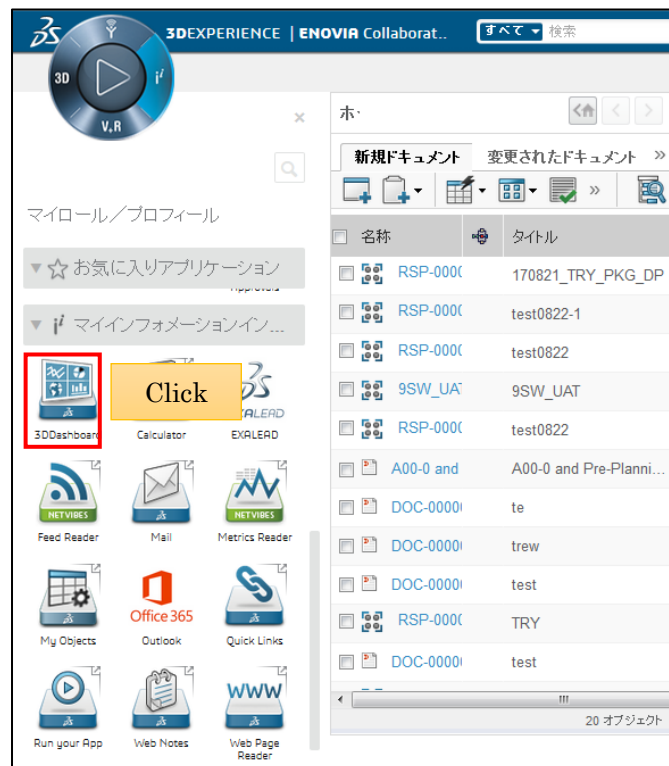 3DEXPERIENCE | ENOVIA Collaborat..
すべて 検索
3D
i
V.R
ホ·
新規ドキュメント 変更されたドキュメント »
»
マイロール／プロフィール
お気に入りアプリケーション
マイインフォメーションイン...
Click
EXALEAD
3DDashboard Calculator EXALEAD
NETVIBES NETVIBES
Feed Reader Mail Metrics Reader
Office 365
My Objects Outlook Quick Links
WWW
Run your App Web Notes Web Page
Reader
名称 タイトル
RSP-0000 170821_TRY_PKG_DP
RSP-0000 test0822-1
RSP-0000 test0822
9SW_UA 9SW_UAT
RSP-0000 test0822
A00-0 and A00-0 and Pre-Planni...
DOC-0000 te
DOC-0000 trew
DOC-0000 test
RSP-0000 TRY
DOC-0000 test
20 オブジェクト